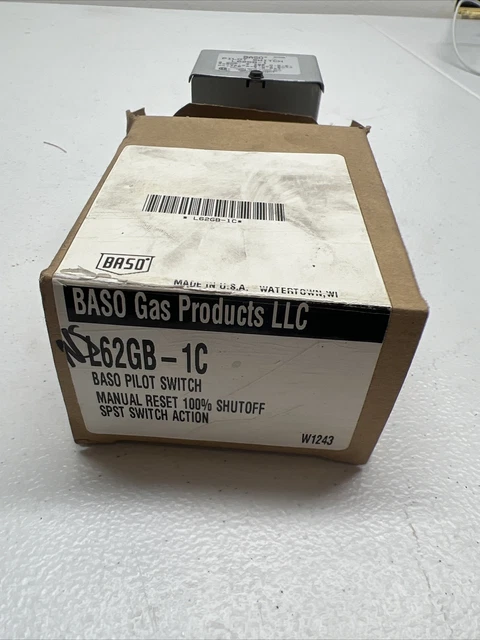 BASO
* L62GB-1C*
BASO
MADE IN U.S.A. WATERTOWN, WI
BASO Gas Products LLC
L62GB-1C
BASO PILOT SWITCH
MANUAL RESET 100% SHUTOFF
SPST SWITCH ACTION
W1243